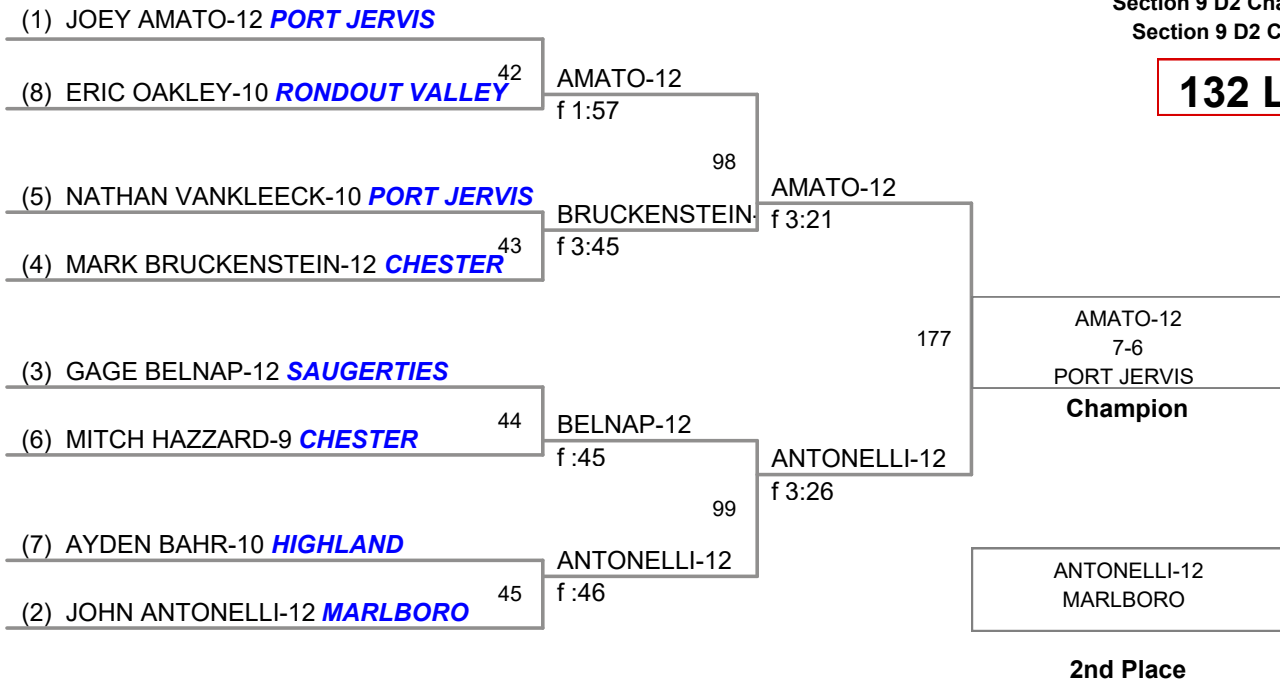 Section 9 D2 Cha
Section 9 D2 C
132 L
(1) JOEY AMATO-12 PORT JERVIS
42
(8) ERIC OAKLEY-10 RONDOUT VALLEY
AMATO-12
f 1:57
98
(5) NATHAN VANKLEECK-10 PORT JERVIS
43
(4) MARK BRUCKENSTEIN-12 CHESTER
BRUCKENSTEIN-
f 3:45
AMATO-12
f 3:21
177
(3) GAGE BELNAP-12 SAUGERTIES
44
(6) MITCH HAZZARD-9 CHESTER
BELNAP-12
f :45
99
(7) AYDEN BAHR-10 HIGHLAND
45
(2) JOHN ANTONELLI-12 MARLBORO
ANTONELLI-12
f :46
ANTONELLI-12
f 3:26
AMATO-12
7-6
PORT JERVIS
Champion
ANTONELLI-12
MARLBORO
2nd Place